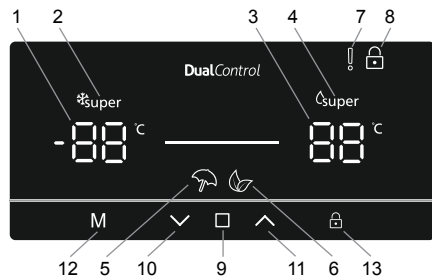 1 2 3 4 7 8
DualControl
super super
-88 °C 88 °C
M
12 5 10 9 11 6 13